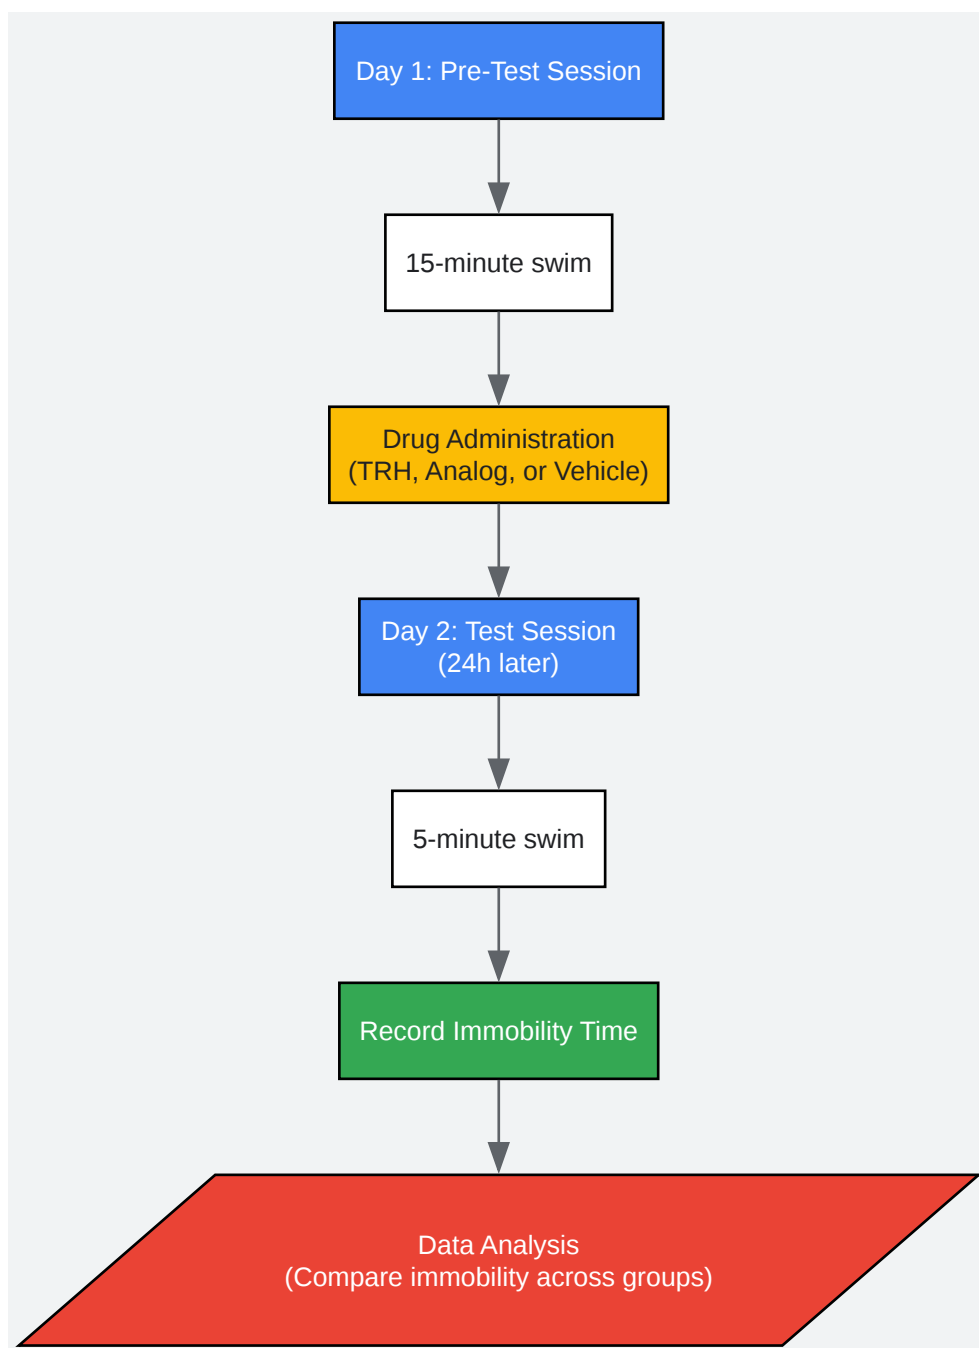 Day 1: Pre-Test Session
15-minute swim
Drug Administration
(TRH, Analog, or Vehicle)
Day 2: Test Session
(24h later)
5-minute swim
Record Immobility Time
Data Analysis
(Compare immobility across groups)